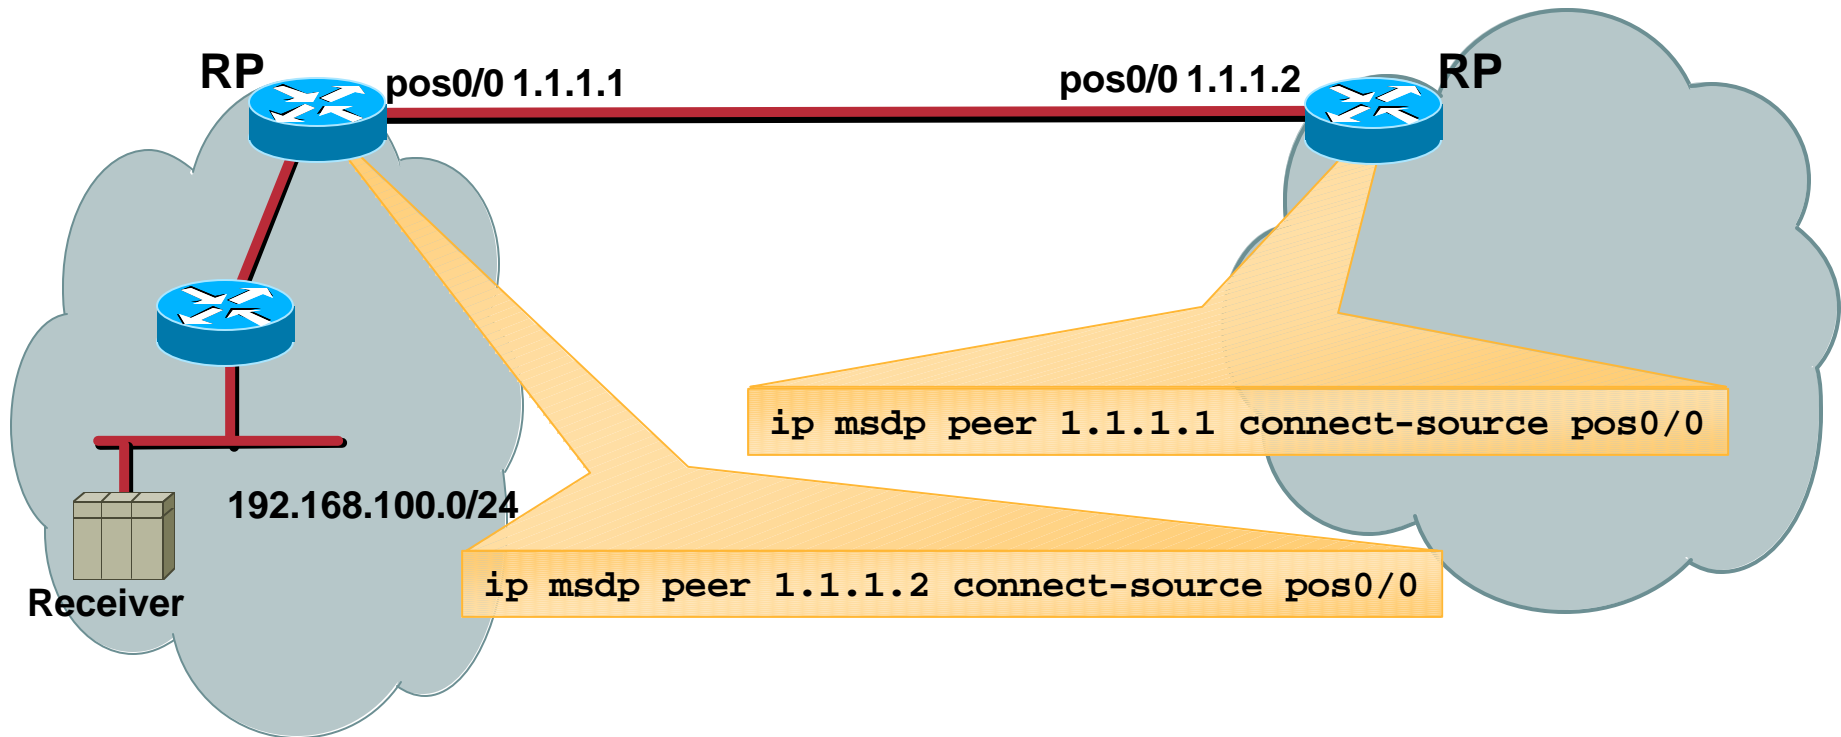 RP
pos0/0 1.1.1.1
pos0/0 1.1.1.2
RP
ip msdp peer 1.1.1.1 connect-source pos0/0
192.168.100.0/24
ip msdp peer 1.1.1.2 connect-source pos0/0
Receiver